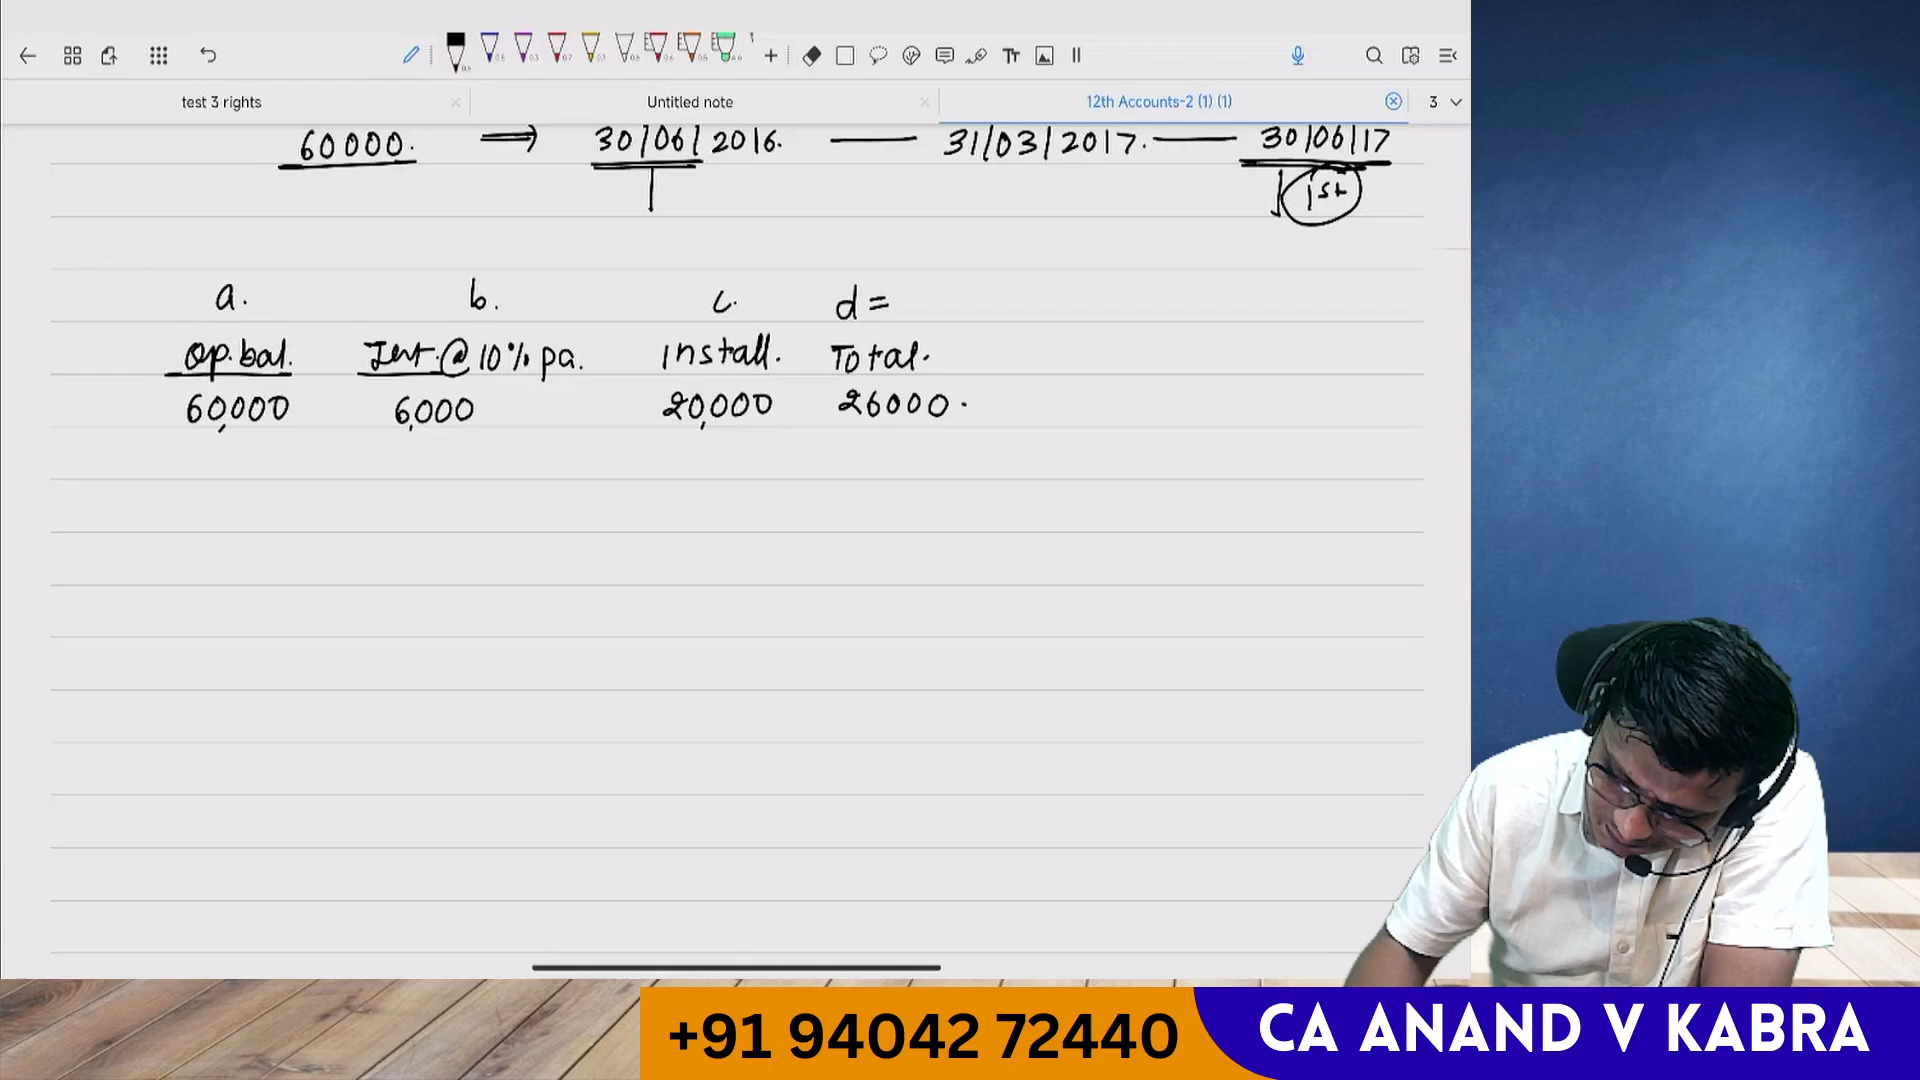 test 3 rights
Untitled note
12th Accounts-2 (1) (1)
3
60000. ⇒ 30/06/2016. — 31/03/2017. — 30/06/17
1st
a. b. c. d =
Op. bal. Int. @ 10% pa. install. Total.
60,000 6,000 20,000 26000.
+91 94042 72440
CA ANAND V KABRA